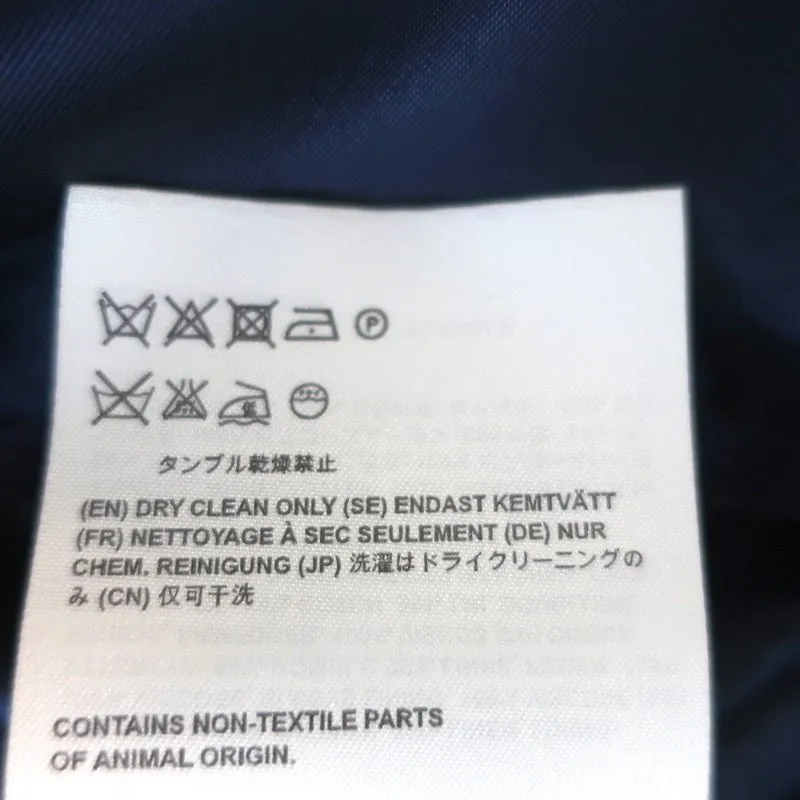 P
タンブル乾燥禁止
(EN) DRY CLEAN ONLY (SE) ENDAST KEMTVÄTT
(FR) NETTOYAGE À SEC SEULEMENT (DE) NUR
CHEM. REINIGUNG (JP) 洗濯はドライクリーニングの
み (CN) 仅可干洗
CONTAINS NON-TEXTILE PARTS
OF ANIMAL ORIGIN.